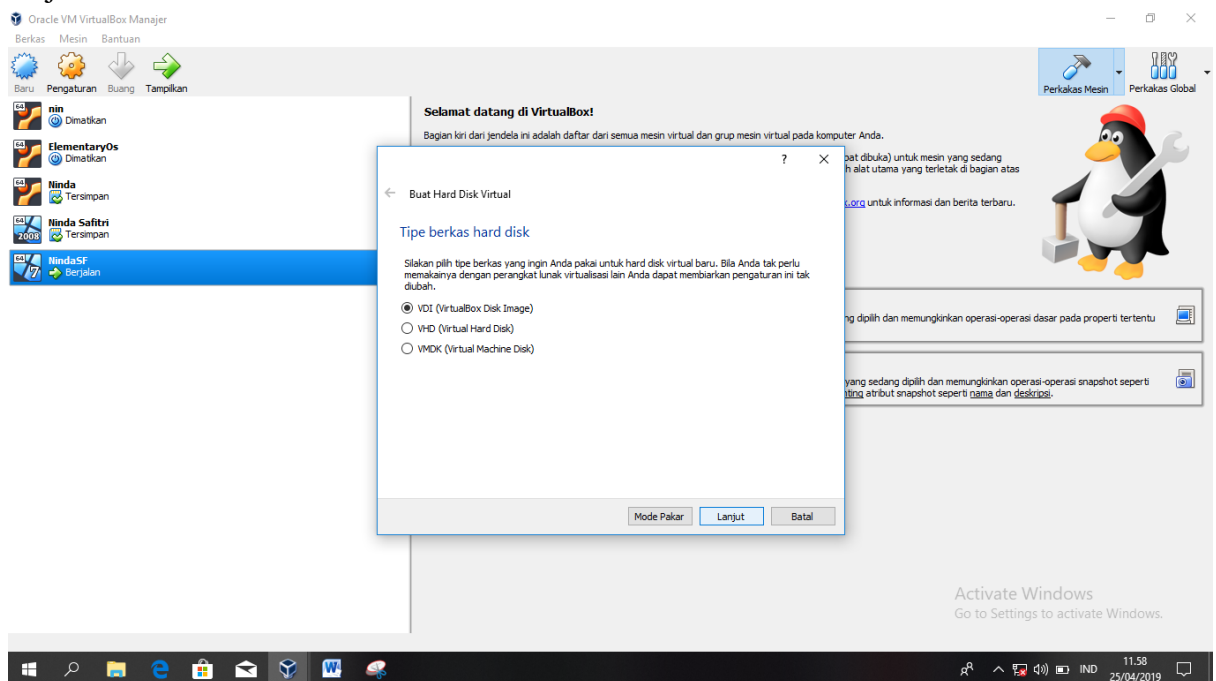 Oracle VM VirtualBox Manajer
Berkas Mesin Bantuan
Baru Pengaturan Buang Tampilkan
Perkakas Mesin Perkakas Global
64 nin
Dimatikan
64 ElementaryOs
Dimatikan
64 Ninda
Tersimpan
64 2008 Ninda Safitri
Tersimpan
64 7 NindaSF
Berjalan
Selamat datang di VirtualBox!
Bagian kiri dari jendela ini adalah daftar dari semua mesin virtual dan grup mesin virtual pada komputer Anda.
pat dibuka) untuk mesin yang sedang
h alat utama yang terletak di bagian atas
.org untuk informasi dan berita terbaru.
?
Buat Hard Disk Virtual
Tipe berkas hard disk
Silakan pilih tipe berkas yang ingin Anda pakai untuk hard disk virtual baru. Bila Anda tak perlu
memakainya dengan perangkat lunak virtualisasi lain Anda dapat membiarkan pengaturan ini tak
diubah.
VDI (VirtualBox Disk Image)
VHD (Virtual Hard Disk)
VMDK (Virtual Machine Disk)
Mode Pakar Lanjut Batal
ng dipilih dan memungkinkan operasi-operasi dasar pada properti tertentu
yang sedang dipilih dan memungkinkan operasi-operasi snapshot seperti
nting atribut snapshot seperti nama dan deskripsi.
Activate Windows
Go to Settings to activate Windows.
IND
11.58
25/04/2019